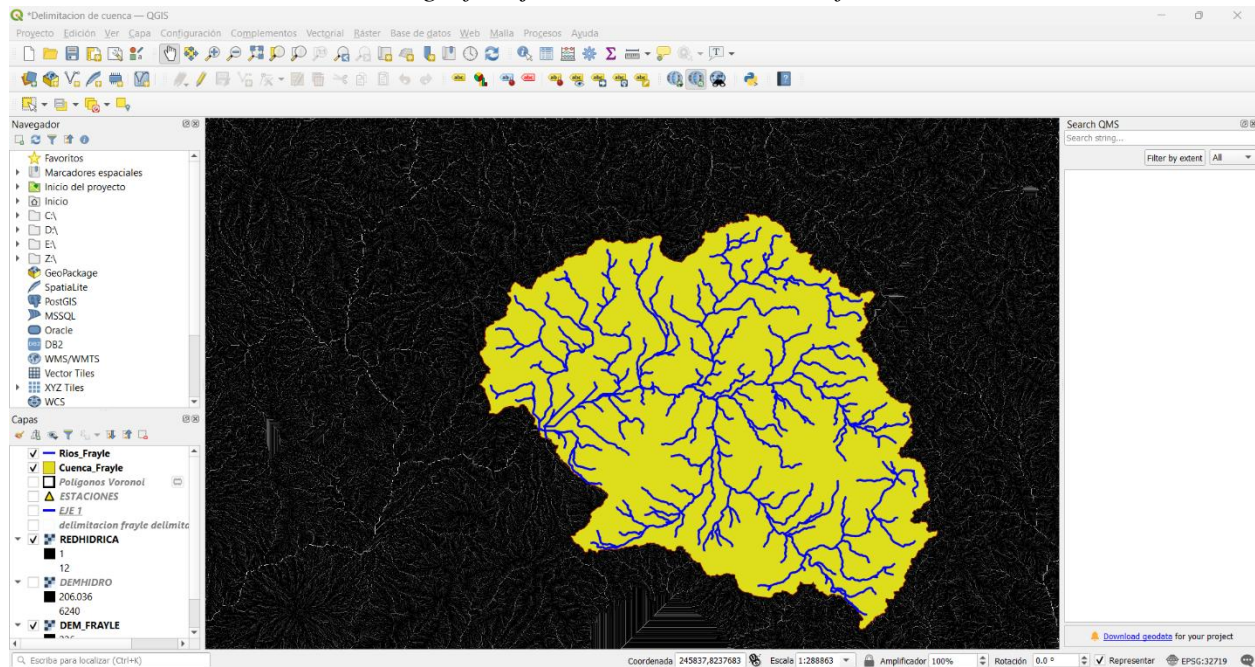 *Delimitacion de cuenca — QGIS
Proyecto Edición Ver Capa Configuración Complementos Vectorial Ráster Base de datos Web Malla Procesos Ayuda
Navegador
Favoritos
Marcadores espaciales
Inicio del proyecto
Inicio
C:\
D:\
E:\
Z:\
GeoPackage
SpatiaLite
PostGIS
MSSQL
Oracle
DB2
WMS/WMTS
Vector Tiles
XYZ Tiles
WCS
Capas
Rios_Frayle
Cuenca_Frayle
Polígonos Voronoi
ESTACIONES
EJE 1
delimitacion frayle delimito
REDHIDRICA
1
12
DEMHIDRO
206.036
6240
DEM_FRAYLE
Search QMS
Search string...
Filter by extent All
Download geodata for your project
Escriba para localizar (Ctrl+K)
Coordenada 245837,8237683 Escala 1:288863 Amplificador 100% Rotación 0.0 ° Representer EPSG:32719